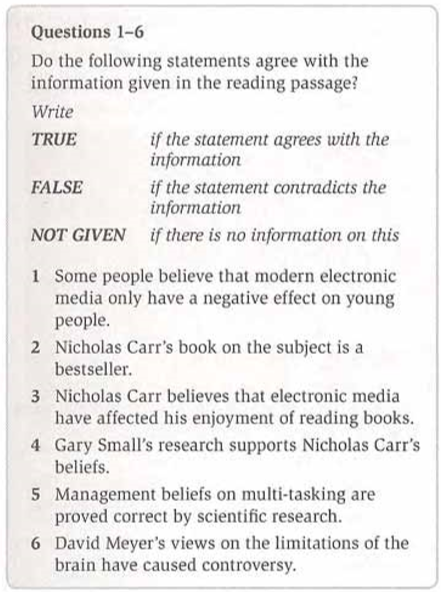 Questions 1–6
Do the following statements agree with the
information given in the reading passage?
Write
TRUE if the statement agrees with the
information
FALSE if the statement contradicts the
information
NOT GIVEN if there is no information on this
1 Some people believe that modern electronic
media only have a negative effect on young
people.
2 Nicholas Carr's book on the subject is a
bestseller.
3 Nicholas Carr believes that electronic media
have affected his enjoyment of reading books.
4 Gary Small's research supports Nicholas Carr's
beliefs.
5 Management beliefs on multi-tasking are
proved correct by scientific research.
6 David Meyer's views on the limitations of the
brain have caused controversy.